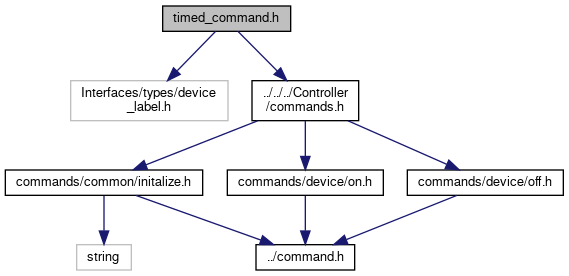 timed_command.h
Interfaces/types/device
_label.h
../../../Controller
/commands.h
commands/common/initalize.h
commands/device/on.h
commands/device/off.h
string
../command.h